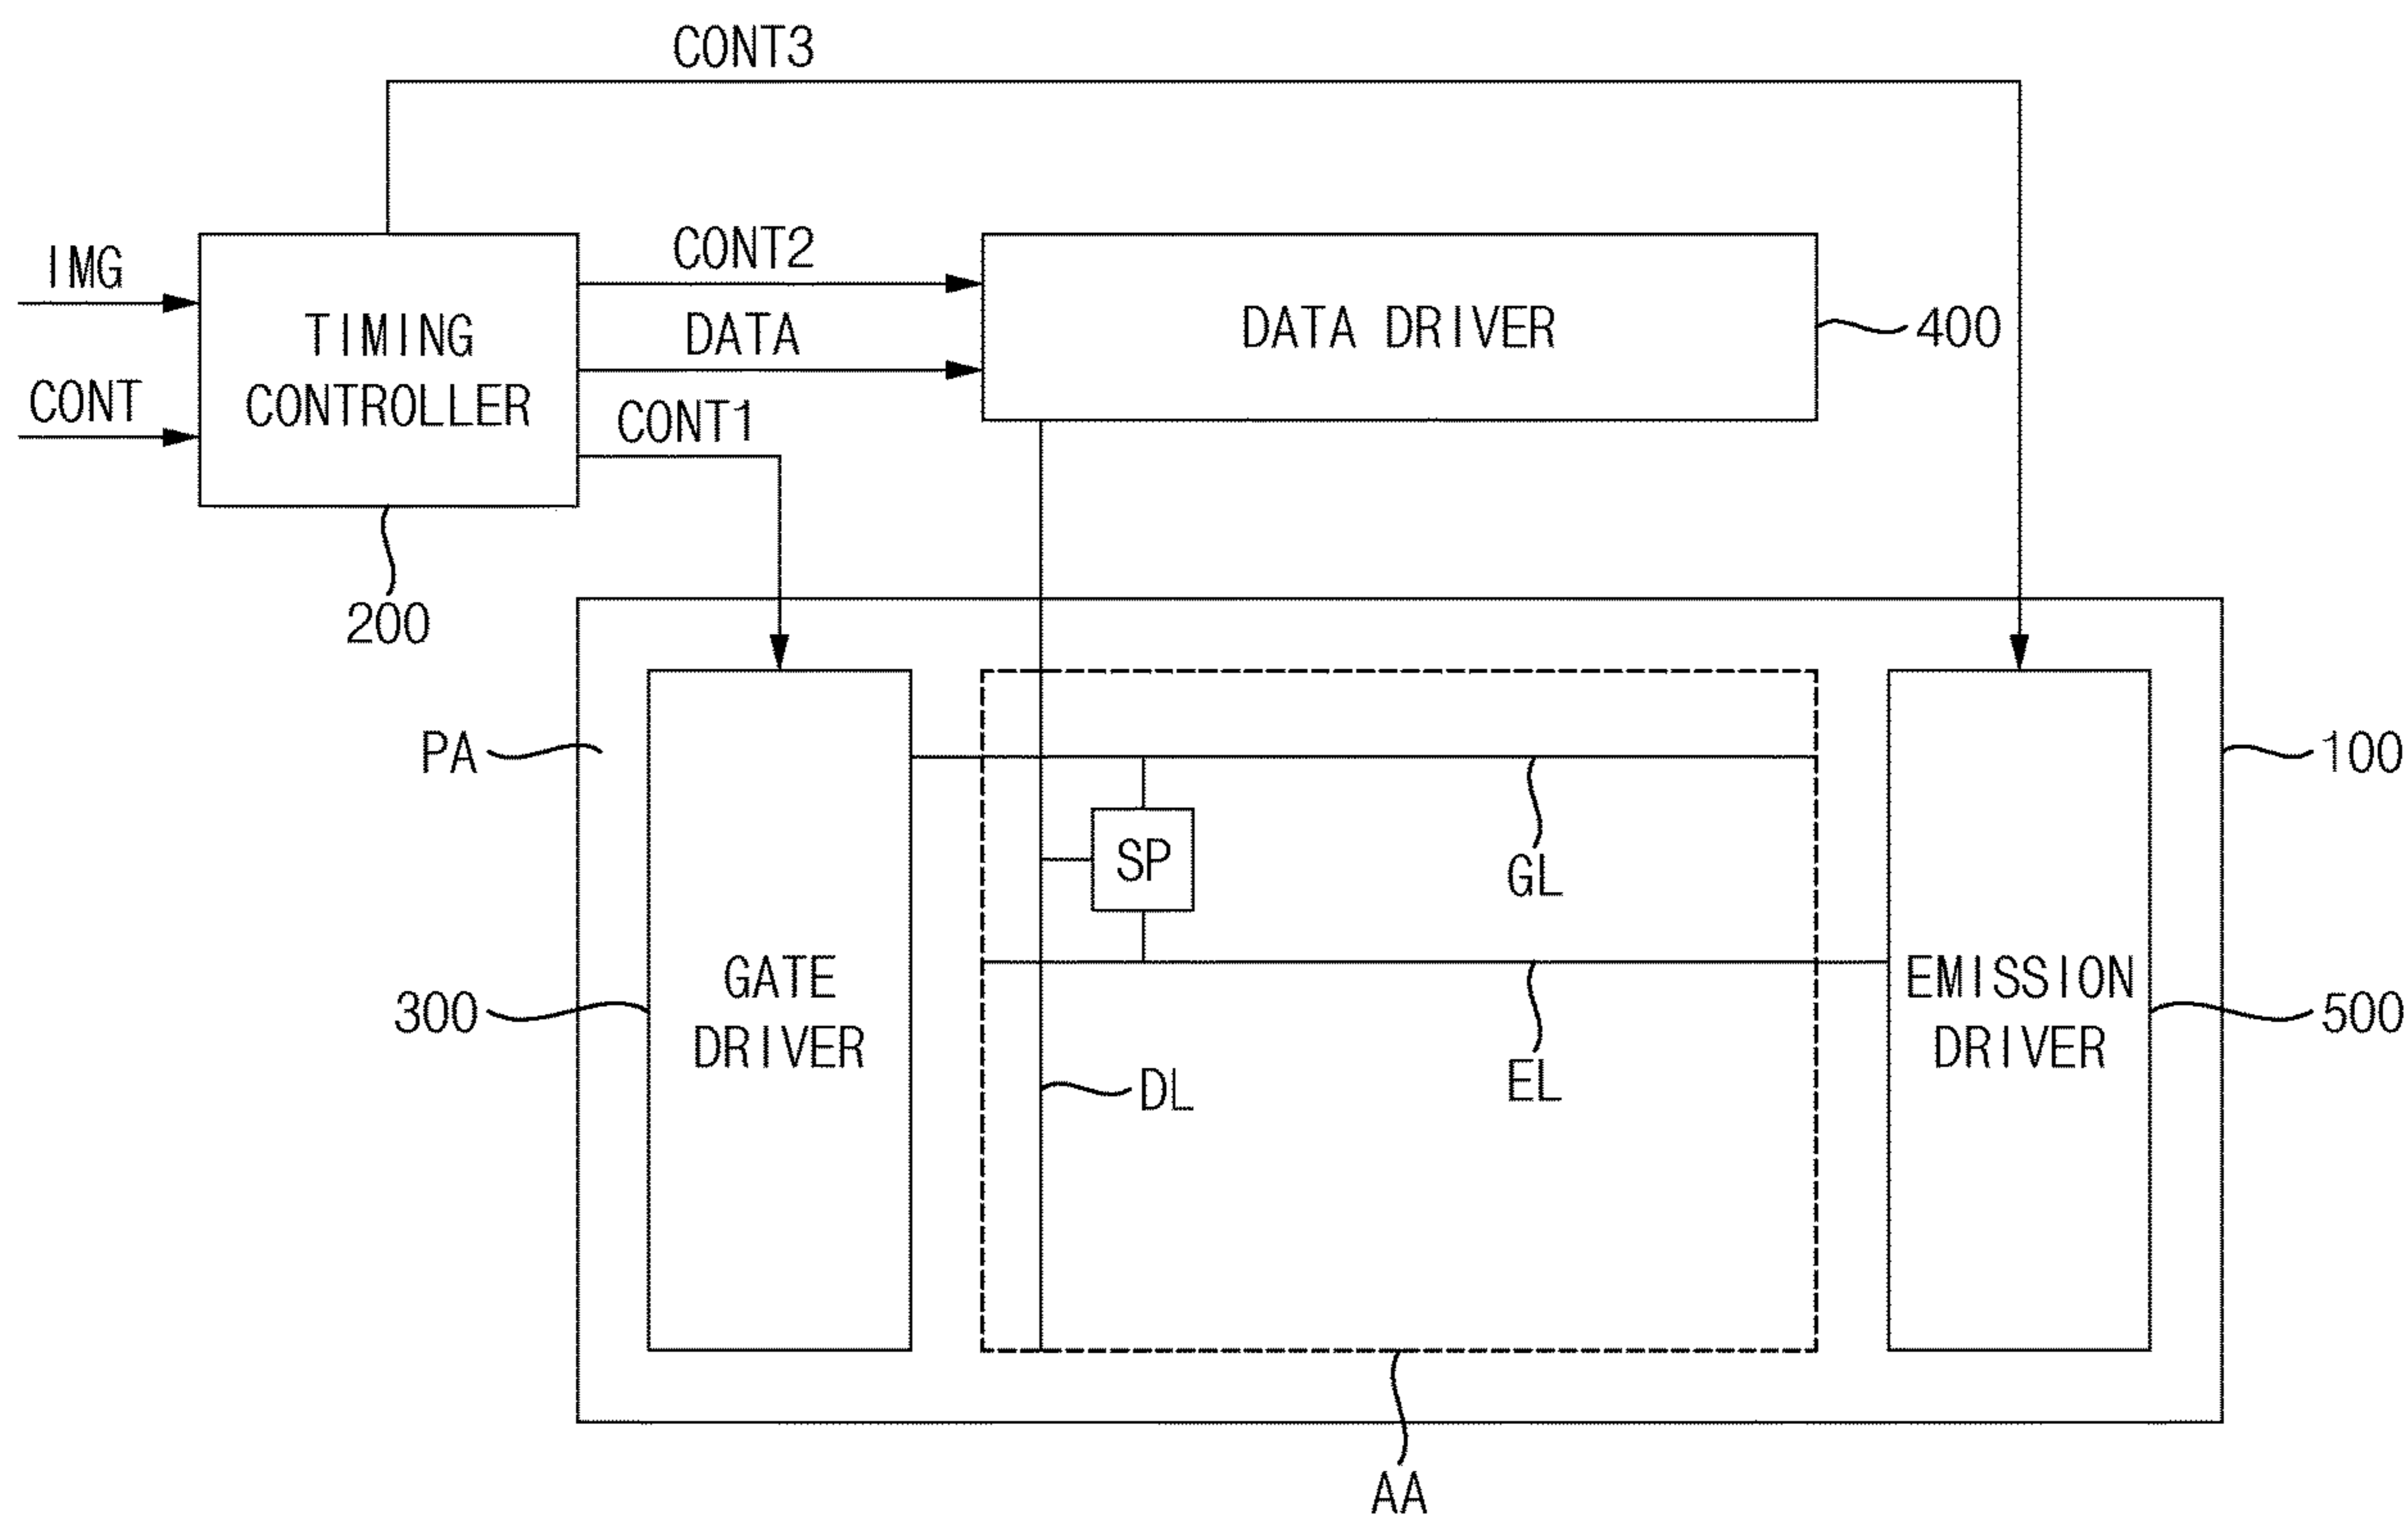 CONT3
IMG
CONT2
DATA
TIMING
CONTROLLER
DATA DRIVER
400
CONT
CONT1
200
PA
100
SP
GL
GATE
DRIVER
300
EMISSION
DRIVER
500
DL
EL
AA